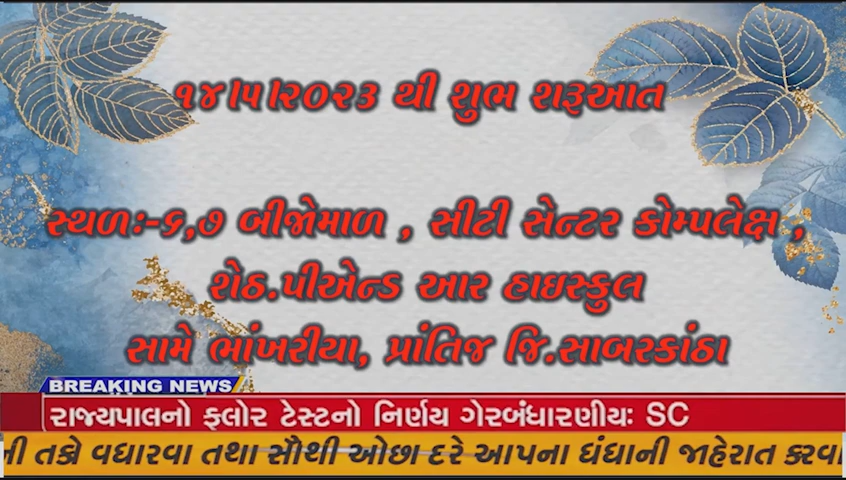 ૧૪|૫|૨૦૨૩ થી શુભ શરૂઆત
સ્થળઃ-૬,૭ બીજોમાળ , સીટી સેન્ટર કોમ્પલેક્ષ ,
શેઠ.પીએન્ડ આર હાઇસ્કુલ
સામે ભાંખરીયા, પ્રાંતિજ જિ.સાબરકાંઠા
BREAKING NEWS
રાજ્યપાલનો ફ્લોર ટેસ્ટનો નિર્ણય ગેરબંધારણીયઃ SC
તકો વધારવા તથા સૌથી ઓછા દરે આપના ધંધાની જાહેરાત કરવા